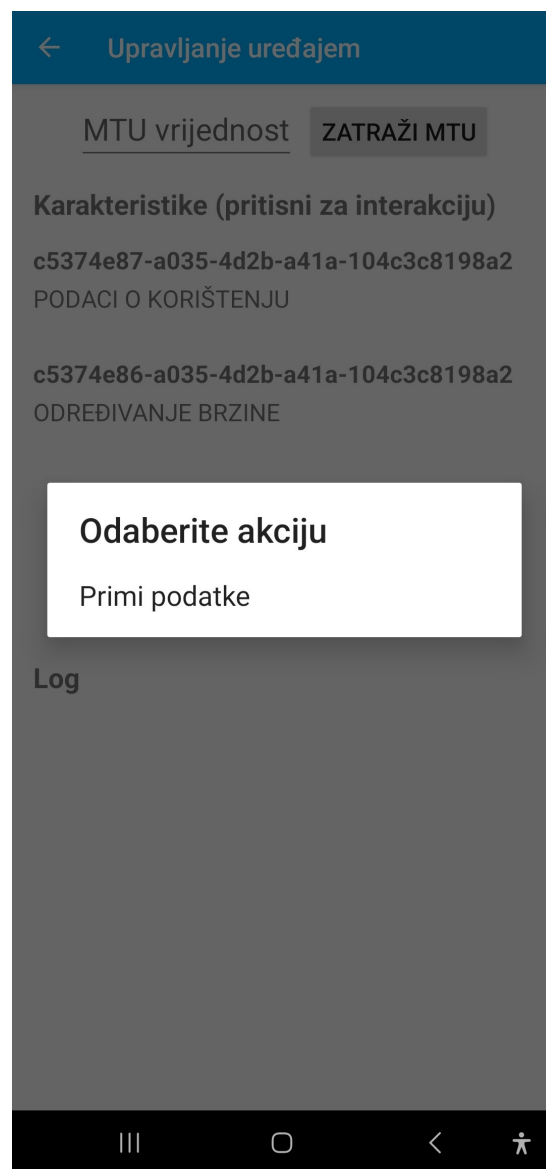 Upravljanje uređajem
MTU vrijednost ZATRAŽI MTU
Karakteristike (pritisni za interakciju)
c5374e87-a035-4d2b-a41a-104c3c8198a2
PODACI O KORIŠTENJU
c5374e86-a035-4d2b-a41a-104c3c8198a2
ODREĐIVANJE BRZINE
Odaberite akciju
Primi podatke
Log